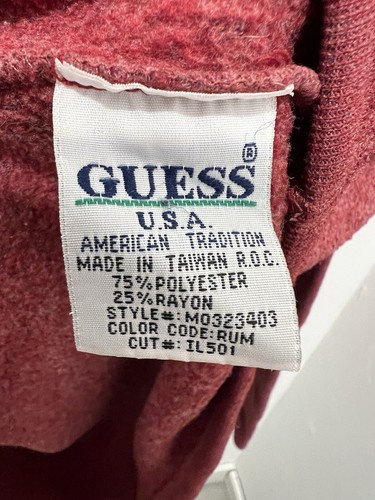 GUESS®
U.S.A.
AMERICAN TRADITION
MADE IN TAIWAN R.O.C.
75%POLYESTER
25%RAYON
STYLE#:M0323403
COLOR CODE:RUM
CUT#:IL501